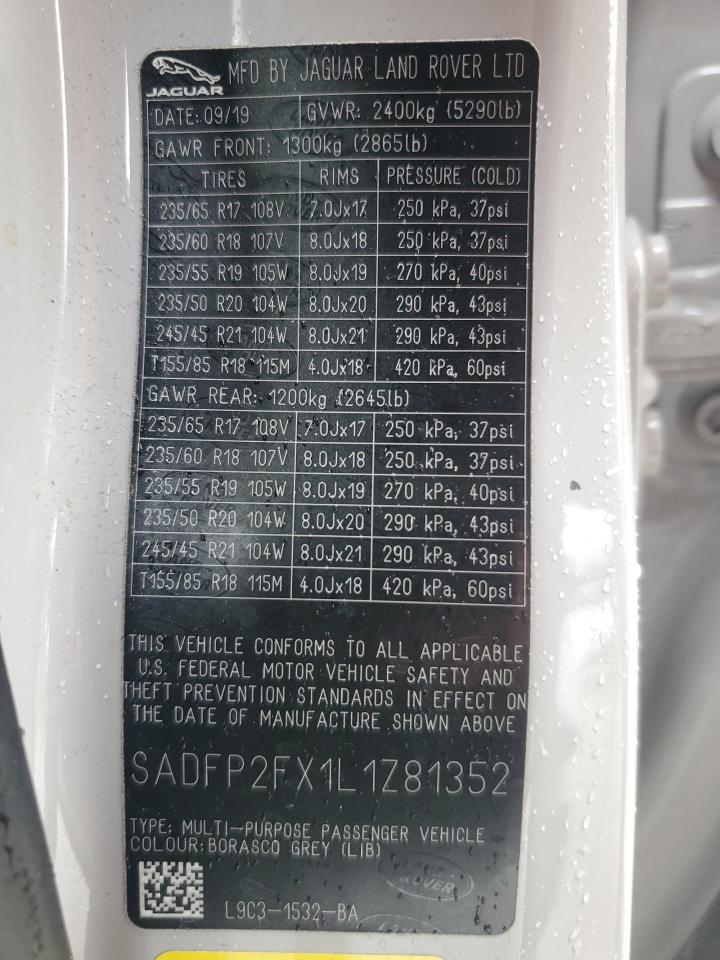 JAGUAR MFD BY JAGUAR LAND ROVER LTD
DATE: 09/19 GVWR: 2400kg (5290lb)
GAWR FRONT: 1300kg (2865lb)
TIRES RIMS PRESSURE (COLD)
235/65 R17 108V 7.0Jx17 250 kPa, 37psi
235/60 R18 107V 8.0Jx18 250 kPa, 37psi
235/55 R19 105W 8.0Jx19 270 kPa, 40psi
235/50 R20 104W 8.0Jx20 290 kPa, 43psi
245/45 R21 104W 8.0Jx21 290 kPa, 43psi
T155/85 R18 115M 4.0Jx18 420 kPa, 60psi
GAWR REAR: 1200kg (2645lb)
235/65 R17 108V 7.0Jx17 250 kPa, 37psi
235/60 R18 107V 8.0Jx18 250 kPa, 37psi
235/55 R19 105W 8.0Jx19 270 kPa, 40psi
235/50 R20 104W 8.0Jx20 290 kPa, 43psi
245/45 R21 104W 8.0Jx21 290 kPa, 43psi
T155/85 R18 115M 4.0Jx18 420 kPa, 60psi
THIS VEHICLE CONFORMS TO ALL APPLICABLE
U.S. FEDERAL MOTOR VEHICLE SAFETY AND
THEFT PREVENTION STANDARDS IN EFFECT ON
THE DATE OF MANUFACTURE SHOWN ABOVE
SADFP2FX1L1Z81352
TYPE: MULTI-PURPOSE PASSENGER VEHICLE
COLOUR:BORASCO GREY (LIB)
LAND ROVER
L9C3-1532-BA